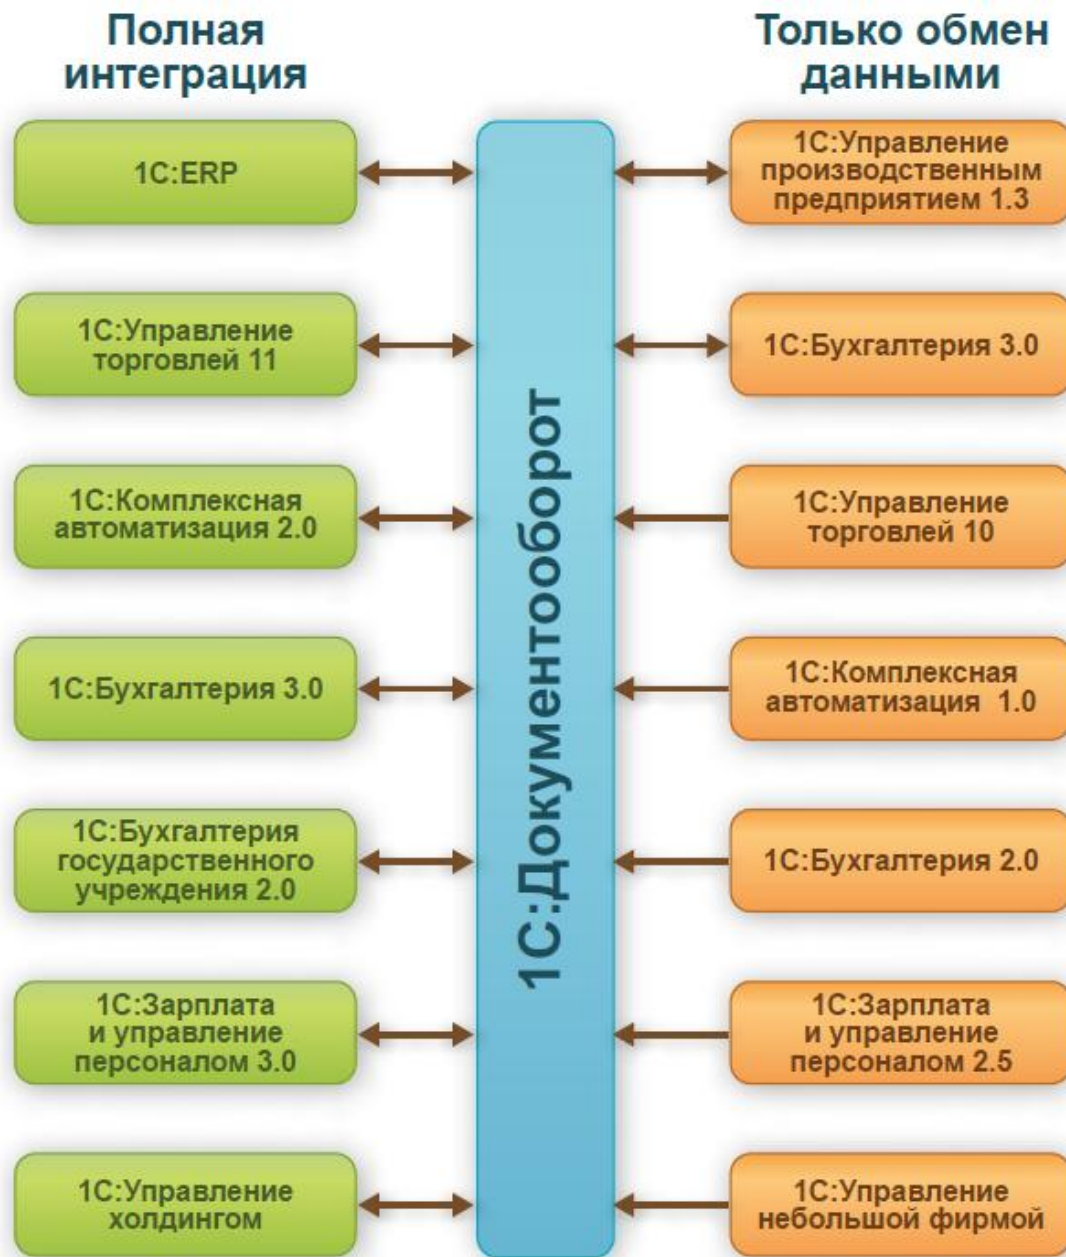 Полная
интеграция
1С:ERP
1С:Управление
торговлей 11
1С:Комплексная
автоматизация 2.0
1С:Бухгалтерия 3.0
1С:Бухгалтерия
государственного
учреждения 2.0
1С:Зарплата
и управление
персоналом 3.0
1С:Управление
холдингом
1С:Документооборот
Только обмен
данными
1С:Управление
производственным
предприятием 1.3
1С:Бухгалтерия 3.0
1С:Управление
торговлей 10
1С:Комплексная
автоматизация 1.0
1С:Бухгалтерия 2.0
1С:Зарплата
и управление
персоналом 2.5
1С:Управление
небольшой фирмой